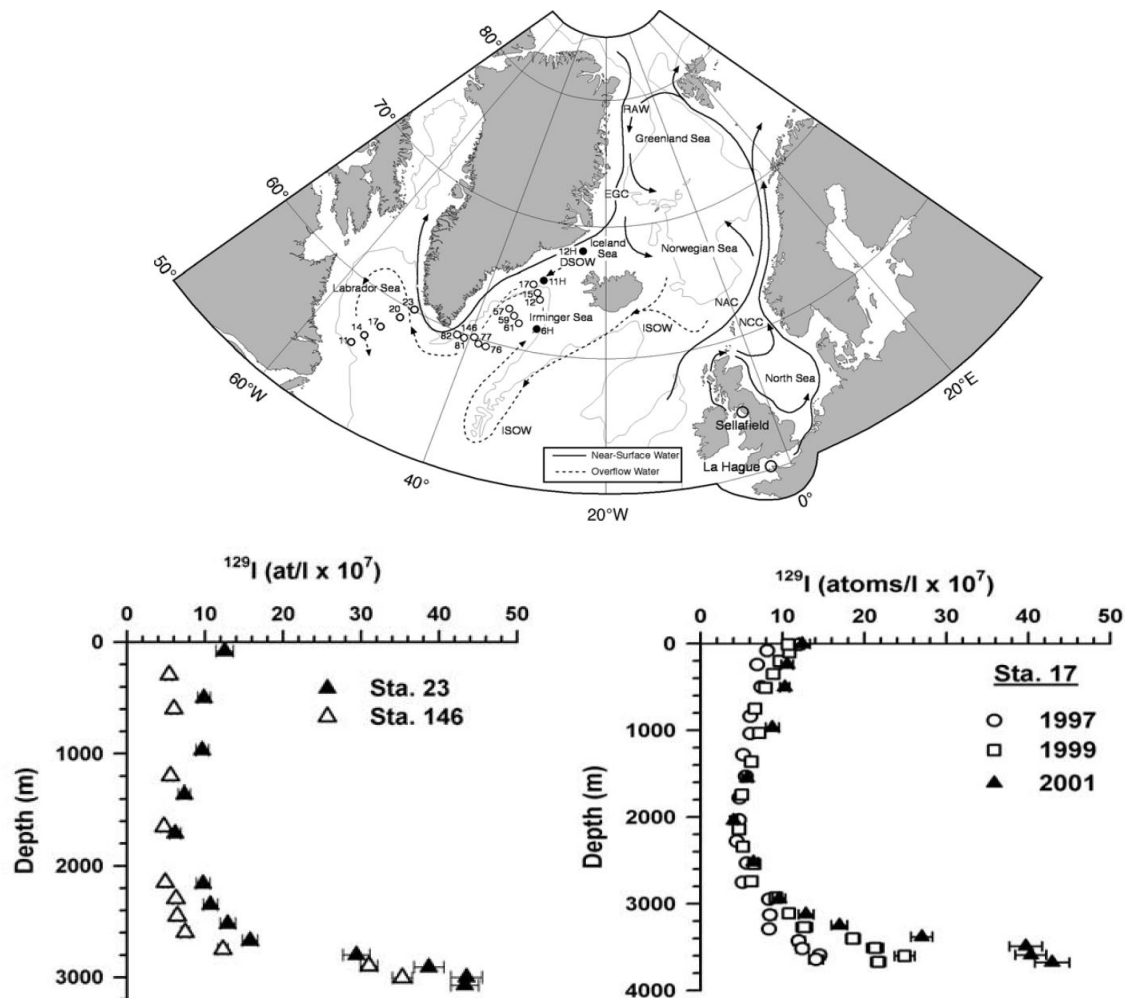 80°
70°
60°
50°
60°W
40°
20°W
0°
20°E
RAW
Greenland Sea
EGC
Iceland
Sea
12H
DSOW
Norwegian Sea
11H
17
15
12
Labrador Sea
23
20
17
14
11
57
59
61
Irminger Sea
6H
82
146
81
77
76
ISOW
NAC
NCC
ISOW
North Sea
Sellafield
La Hague
Near-Surface Water
Overflow Water
¹²⁹I (at/l x 10⁷)
0 10 20 30 40 50
0
1000
2000
3000
Depth (m)
Sta. 23
Sta. 146
¹²⁹I (atoms/l x 10⁷)
0 10 20 30 40 50
0
1000
2000
3000
4000
Depth (m)
Sta. 17
1997
1999
2001